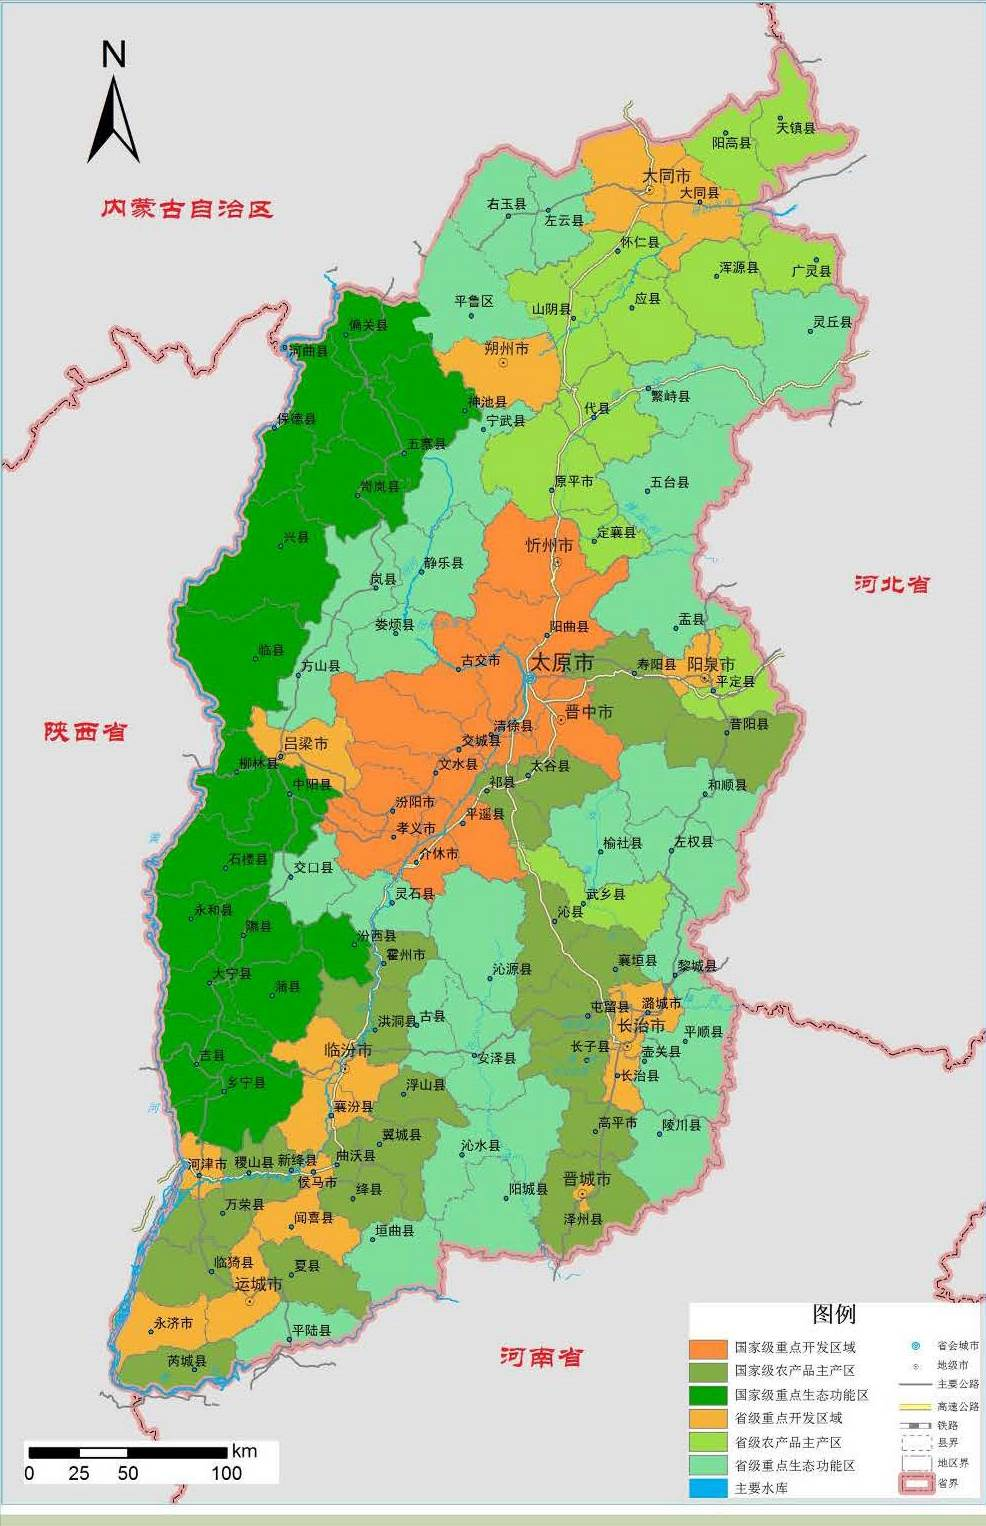 N
天镇县
阳高县
大同市
大同县
内蒙古自治区
右玉县
左云县
怀仁县
浑源县
广灵县
平鲁区
山阴县
应县
灵丘县
偏关县
河曲县
朔州市
繁峙县
神池县
代县
保德县
宁武县
五寨县
岢岚县
原平市
五台县
兴县
定襄县
忻州市
静乐县
岚县
河北省
娄烦县
阳曲县
盂县
临县
方山县
古交市
太原市
寿阳县
阳泉市
平定县
陕西省
晋中市
清徐县
昔阳县
吕梁市
交城县
柳林县
文水县
太谷县
中阳县
祁县
和顺县
汾阳市
平遥县
孝义市
黄
榆社县
左权县
介休市
石楼县
交口县
灵石县
武乡县
永和县
沁县
隰县
汾西县
霍州市
襄垣县
黎城县
大宁县
沁源县
蒲县
屯留县
潞城市
洪洞县
古县
长治市
平顺县
临汾市
长子县
壶关县
吉县
安泽县
乡宁县
浮山县
长治县
河
襄汾县
高平市
陵川县
翼城县
沁水县
曲沃县
河津市
稷山县
新绛县
侯马市
绛县
阳城县
晋城市
万荣县
闻喜县
泽州县
垣曲县
临猗县
夏县
运城市
永济市
平陆县
河南省
芮城县
图例
国家级重点开发区域
国家级农产品主产区
国家级重点生态功能区
省级重点开发区域
省级农产品主产区
省级重点生态功能区
主要水库
省会城市
地级市
主要公路
高速公路
铁路
县界
地区界
省界
km
0 25 50 100